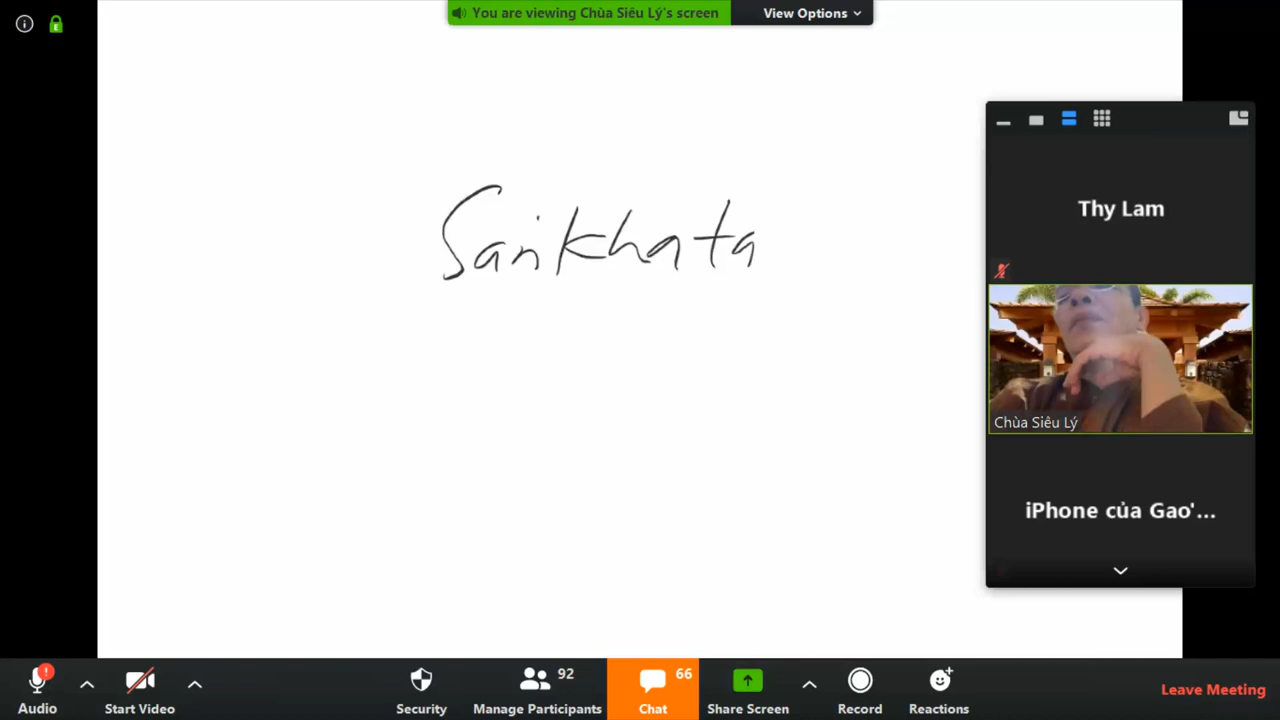 You are viewing Chùa Siêu Lý's screen
View Options
Saṅkhata
Thy Lam
Chùa Siêu Lý
iPhone của Gao'...
Audio
Start Video
Security
92
Manage Participants
66
Chat
Share Screen
Record
Reactions
Leave Meeting